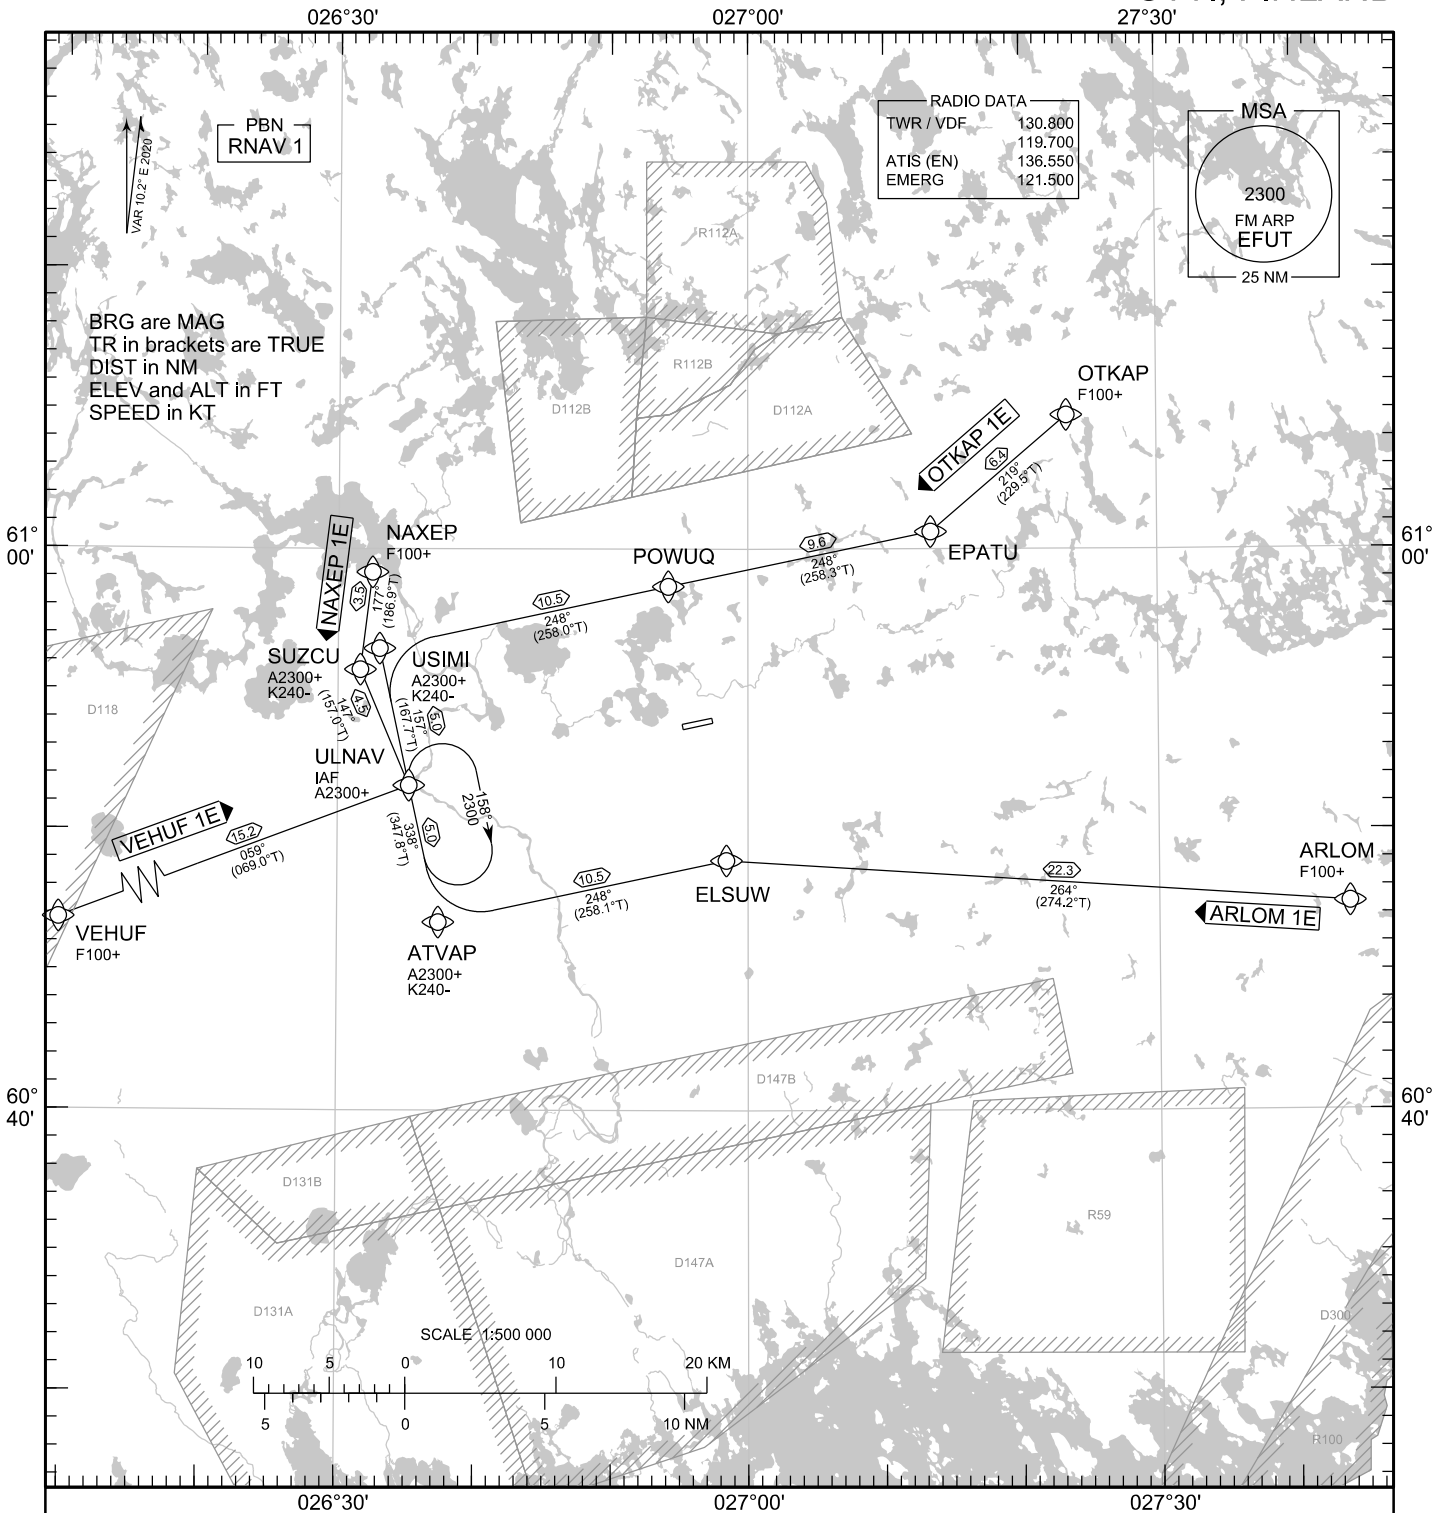 026°30'
027°00'
27°30'
PBN
RNAV 1
VAR 10.2° E 2020
RADIO DATA
TWR / VDF 130.800
119.700
ATIS (EN) 136.550
EMERG 121.500
MSA
2300
FM ARP
EFUT
25 NM
BRG are MAG
TR in brackets are TRUE
DIST in NM
ELEV and ALT in FT
SPEED in KT
R112A
R112B
D112B
D112A
OTKAP
F100+
OTKAP 1E
6.4
219°
(229.5°T)
61°
00'
61°
00'
NAXEP 1E
NAXEP
F100+
3.5
177°
(186.9°T)
POWUQ
9.6
248°
(258.3°T)
EPATU
10.5
248°
(258.0°T)
SUZCU
A2300+
K240-
USIMI
A2300+
K240-
4.5
147°
(157.0°T)
5.0
157°
(167.7°T)
D118
ULNAV
IAF
A2300+
158°
2300
VEHUF 1E
15.2
059°
(069.0°T)
5.0
338°
(347.8°T)
10.5
248°
(258.1°T)
ELSUW
22.3
264°
(274.2°T)
ARLOM
F100+
ARLOM 1E
VEHUF
F100+
ATVAP
A2300+
K240-
60°
40'
60°
40'
D147B
D131B
R59
D147A
D131A
D300
R100
SCALE 1:500 000
10 5 0 10 20 KM
5 0 5 10 NM
026°30'
027°00'
027°30'